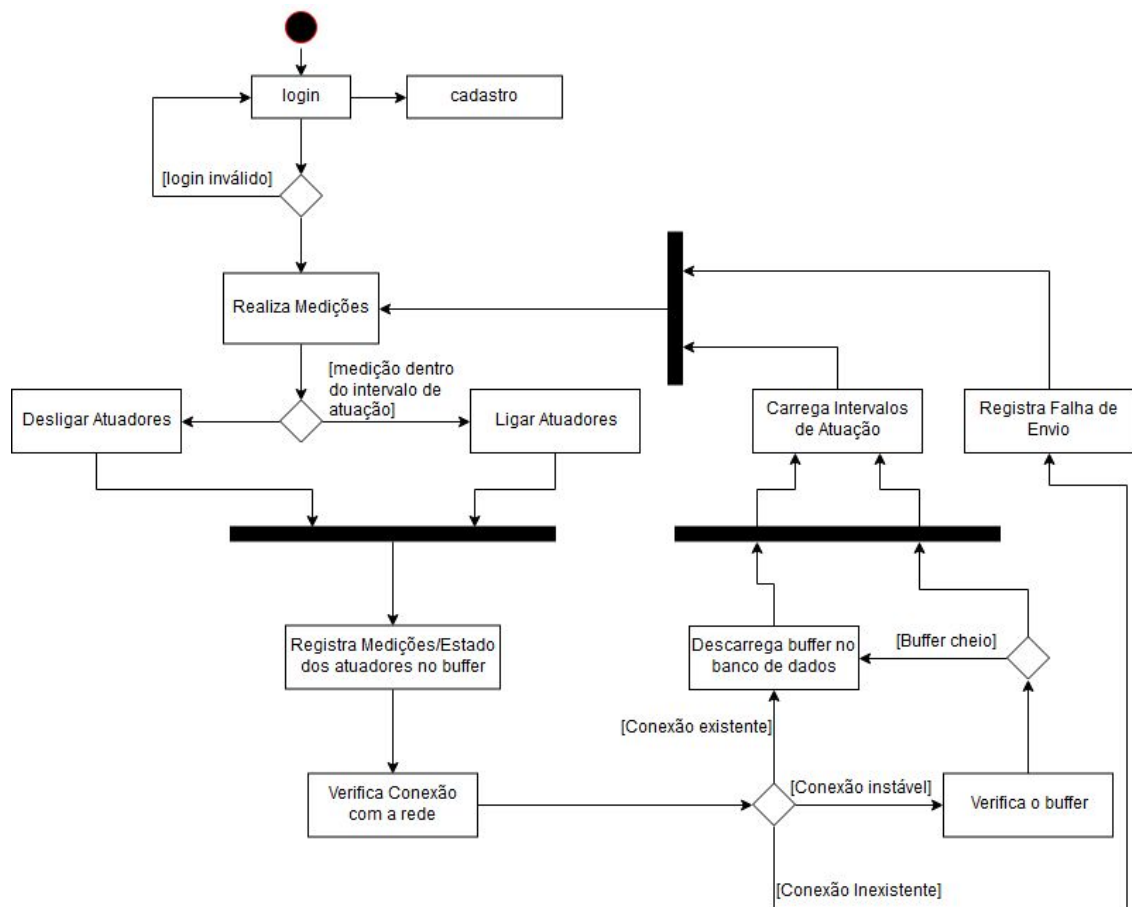 login
cadastro
[login inválido]
Realiza Medições
[medição dentro
do intervalo de
atuação]
Desligar Atuadores
Ligar Atuadores
Carrega Intervalos
de Atuação
Registra Falha de
Envio
Registra Medições/Estado
dos atuadores no buffer
Descarrega buffer no
banco de dados
[Buffer cheio]
[Conexão existente]
Verifica Conexão
com a rede
[Conexão instável]
Verifica o buffer
[Conexão Inexistente]